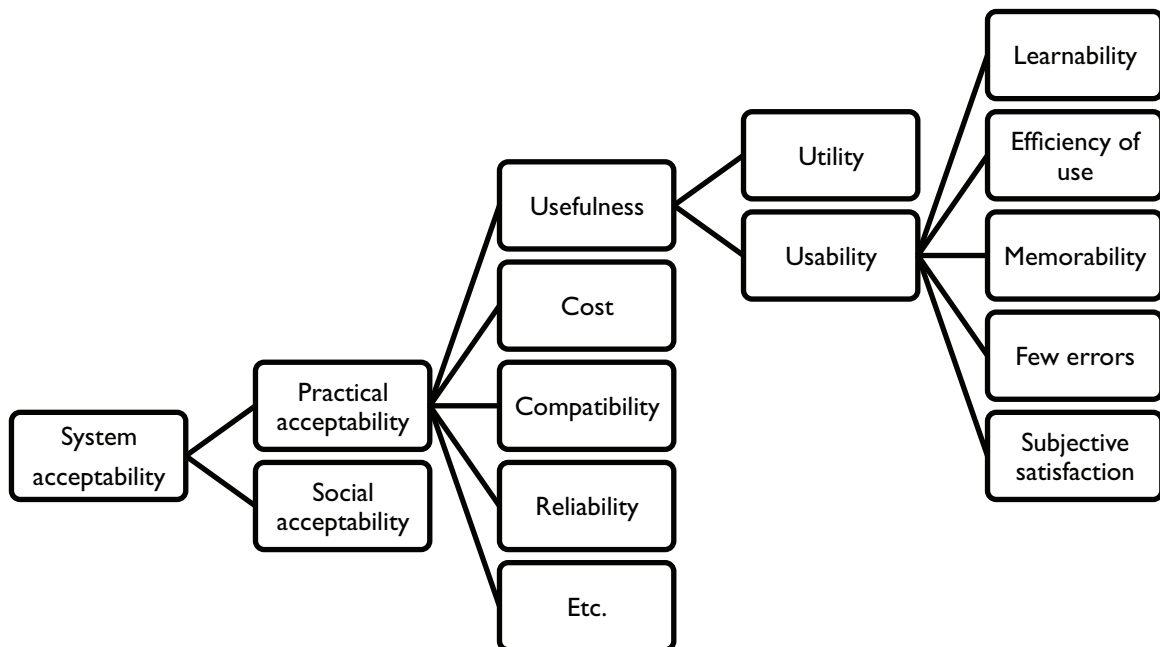 System
acceptability
Practical
acceptability
Social
acceptability
Usefulness
Cost
Compatibility
Reliability
Etc.
Utility
Usability
Learnability
Efficiency of
use
Memorability
Few errors
Subjective
satisfaction